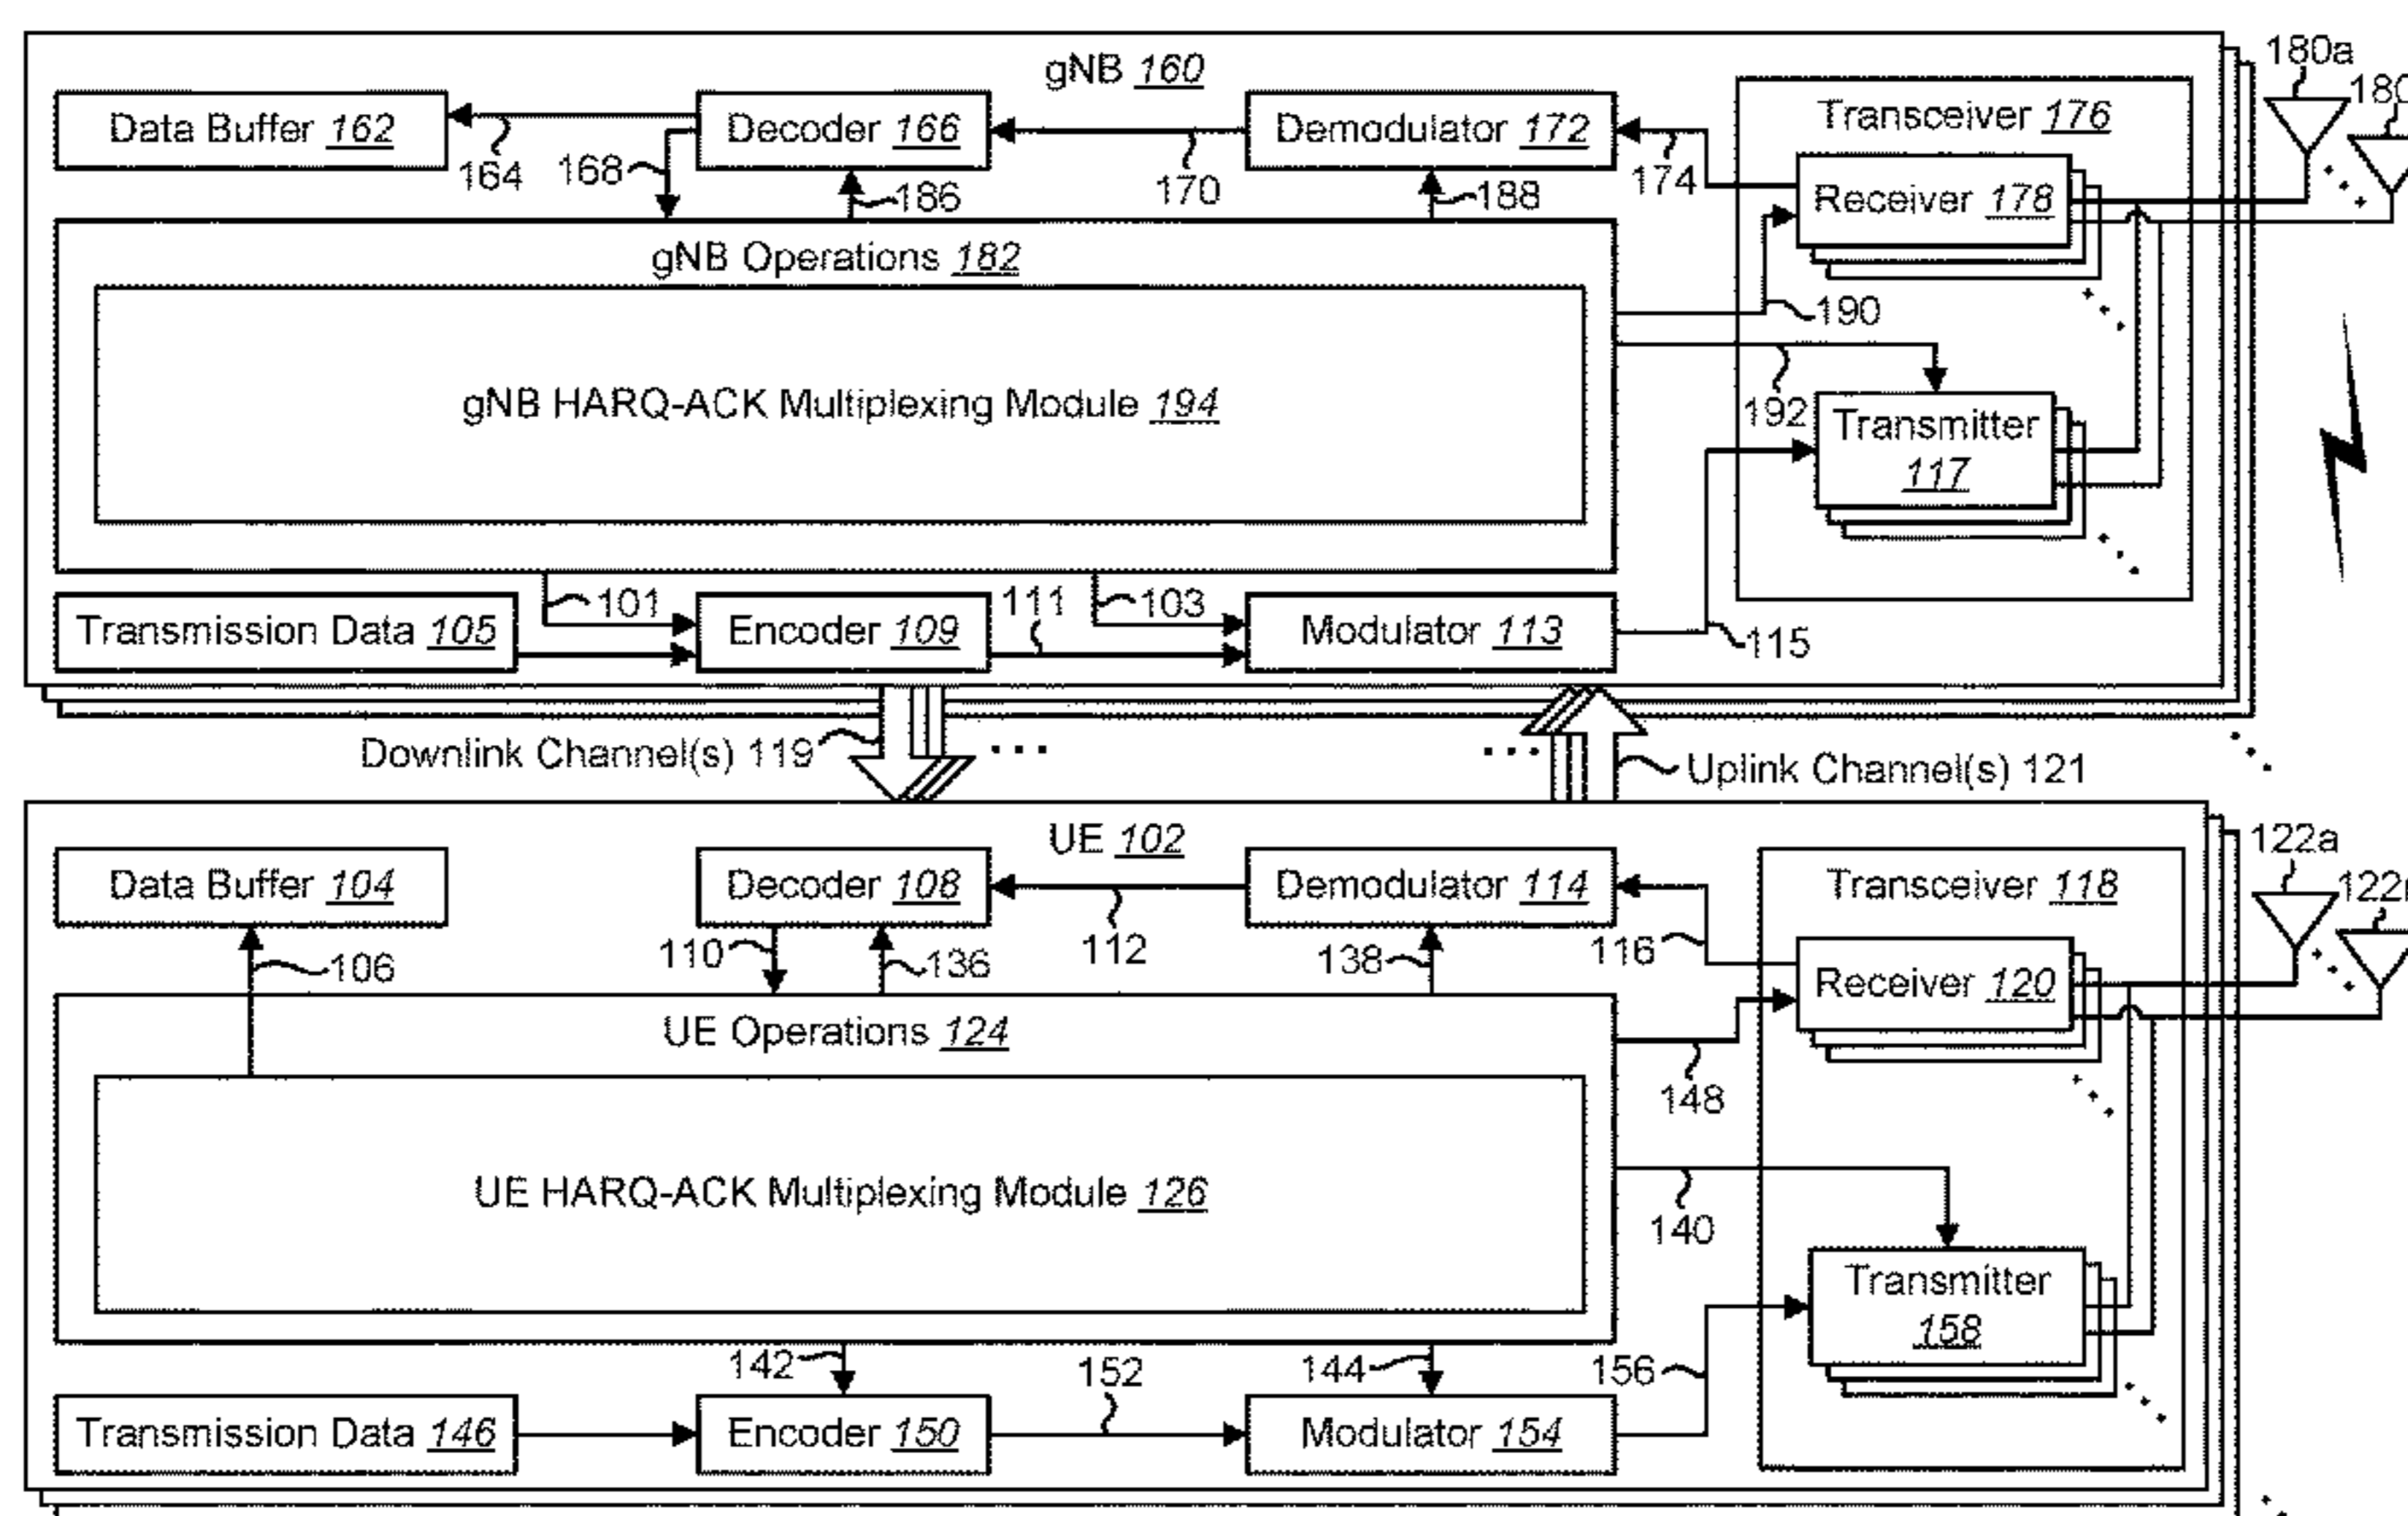 gNB 160
180a
180
Data Buffer 162
Decoder 166
Demodulator 172
Transceiver 176
164
168
186
170
188
174
Receiver 178
gNB Operations 182
190
gNB HARQ-ACK Multiplexing Module 194
192
Transmitter
117
101
111
103
Transmission Data 105
Encoder 109
Modulator 113
115
Downlink Channel(s) 119
Uplink Channel(s) 121
UE 102
122a
Data Buffer 104
Decoder 108
Demodulator 114
Transceiver 118
122n
106
110
136
112
138
116
Receiver 120
UE Operations 124
148
UE HARQ-ACK Multiplexing Module 126
140
Transmitter
158
142
152
144
156
Transmission Data 146
Encoder 150
Modulator 154